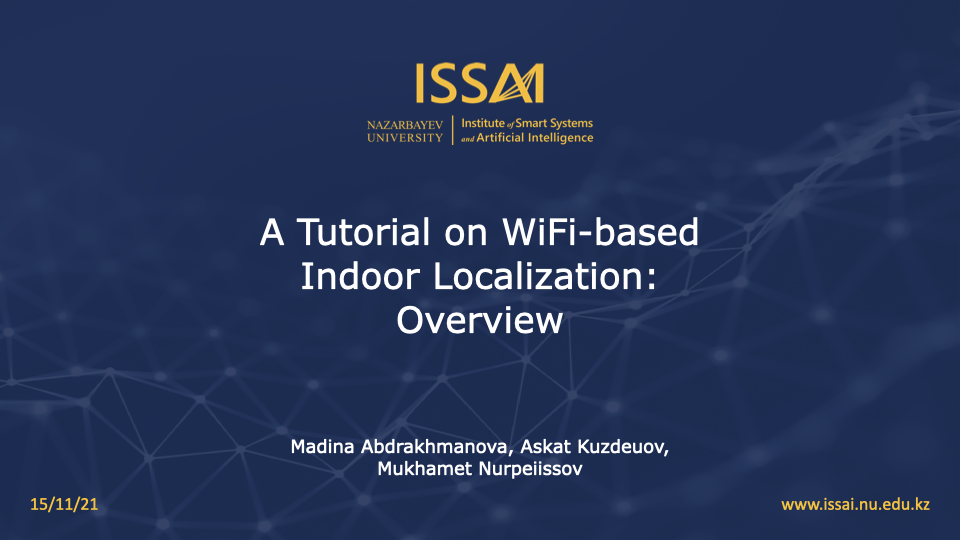 ISSAI
NAZARBAYEV
UNIVERSITY
Institute of Smart Systems
and Artificial Intelligence
A Tutorial on WiFi-based
Indoor Localization:
Overview
Madina Abdrakhmanova, Askat Kuzdeuov,
Mukhamet Nurpeiissov
15/11/21
www.issai.nu.edu.kz